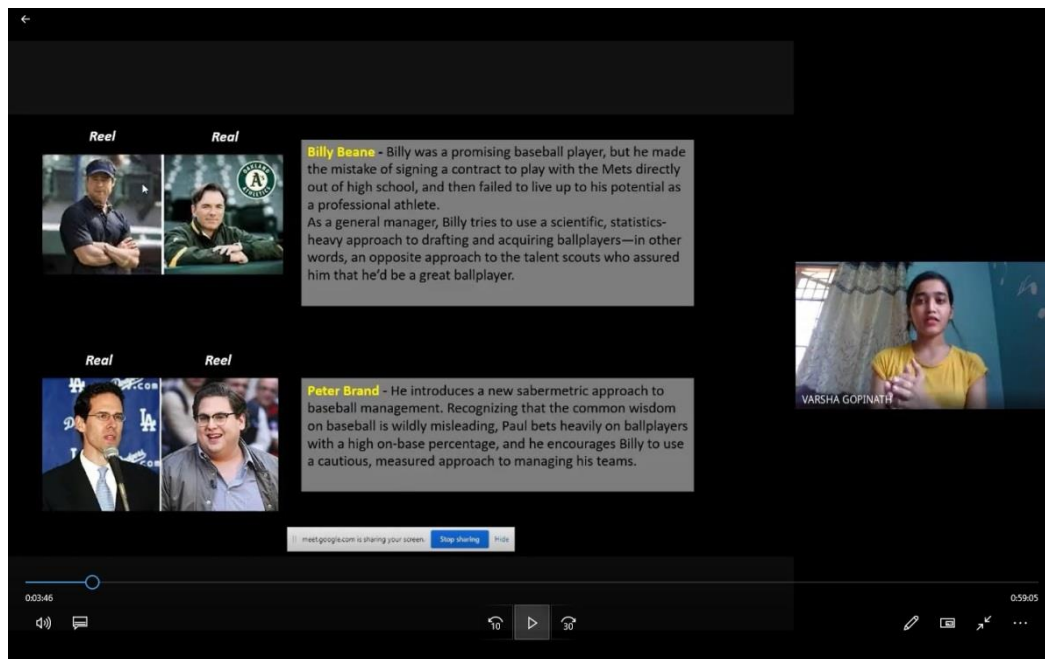 Reel
Real
OAKLAND
ATHLETICS
A
Billy Beane - Billy was a promising baseball player, but he made
the mistake of signing a contract to play with the Mets directly
out of high school, and then failed to live up to his potential as
a professional athlete.
As a general manager, Billy tries to use a scientific, statistics-
heavy approach to drafting and acquiring ballplayers—in other
words, an opposite approach to the talent scouts who assured
him that he'd be a great ballplayer.
VARSHA GOPINATH
Real
Reel
LA
.com
LA
Peter Brand - He introduces a new sabermetric approach to
baseball management. Recognizing that the common wisdom
on baseball is wildly misleading, Paul bets heavily on ballplayers
with a high on-base percentage, and he encourages Billy to use
a cautious, measured approach to managing his teams.
meet.google.com is sharing your screen.
Stop sharing
Hide
0:03:46
0:59:05
10
30